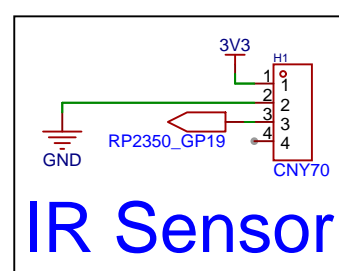 3V3
H1
1 1
2 2
RP2350_GP19 3 3
4 4
GND
CNY70
IR Sensor